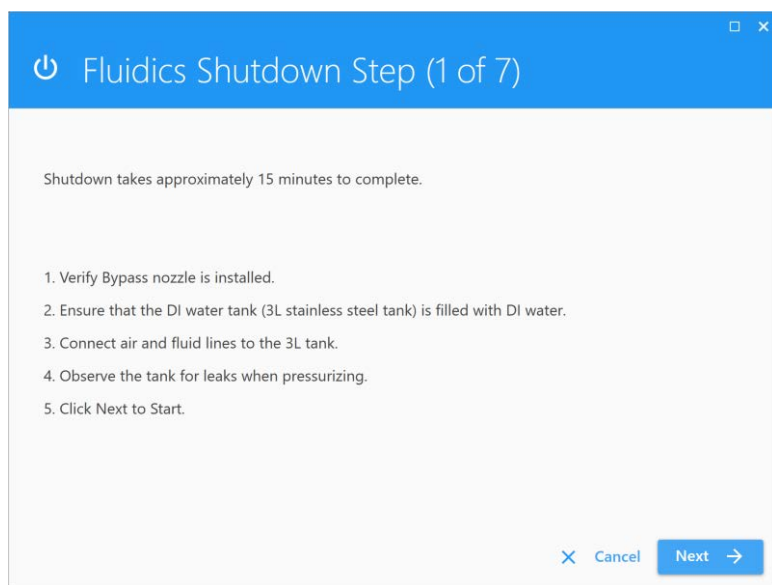 Fluidics Shutdown Step (1 of 7)
Shutdown takes approximately 15 minutes to complete.
1. Verify Bypass nozzle is installed.
2. Ensure that the DI water tank (3L stainless steel tank) is filled with DI water.
3. Connect air and fluid lines to the 3L tank.
4. Observe the tank for leaks when pressurizing.
5. Click Next to Start.
Cancel Next